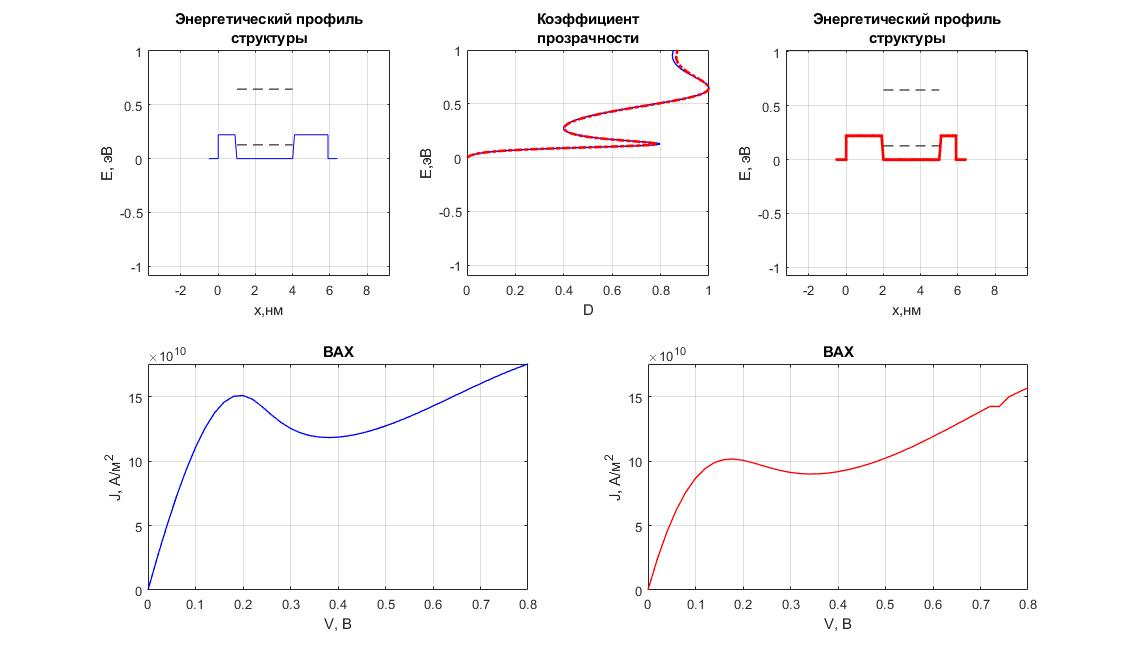 Энергетический профиль
структуры
1
0.5
0
-0.5
-1
E, эВ
-2 0 2 4 6 8
x,нм
Коэффициент
прозрачности
1
0.5
0
-0.5
-1
E,эВ
0 0.2 0.4 0.6 0.8 1
D
Энергетический профиль
структуры
1
0.5
0
-0.5
-1
E, эВ
-2 0 2 4 6 8
x,нм
ВАХ
×10^10
15
10
5
0
J, А/м^2
0 0.1 0.2 0.3 0.4 0.5 0.6 0.7 0.8
V, В
ВАХ
×10^10
15
10
5
0
J, А/м^2
0 0.1 0.2 0.3 0.4 0.5 0.6 0.7 0.8
V, В